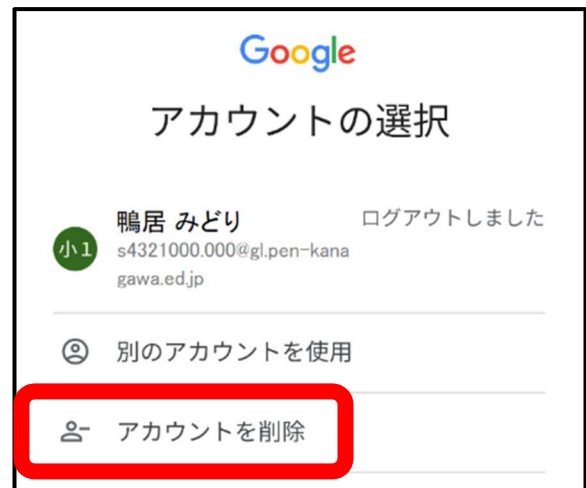 Google
アカウントの選択
鴨居 みどり
ログアウトしました
小1
s4321000.000@gl.pen-kana
gawa.ed.jp
別のアカウントを使用
アカウントを削除